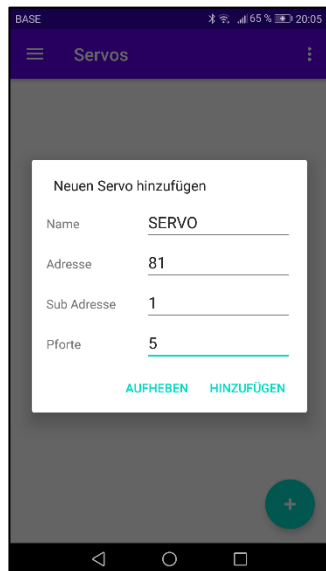 BASE 65 % 20:05
Servos
Neuen Servo hinzufügen
Name SERVO
Adresse 81
Sub Adresse 1
Pforte 5
AUFHEBEN HINZUFÜGEN
+